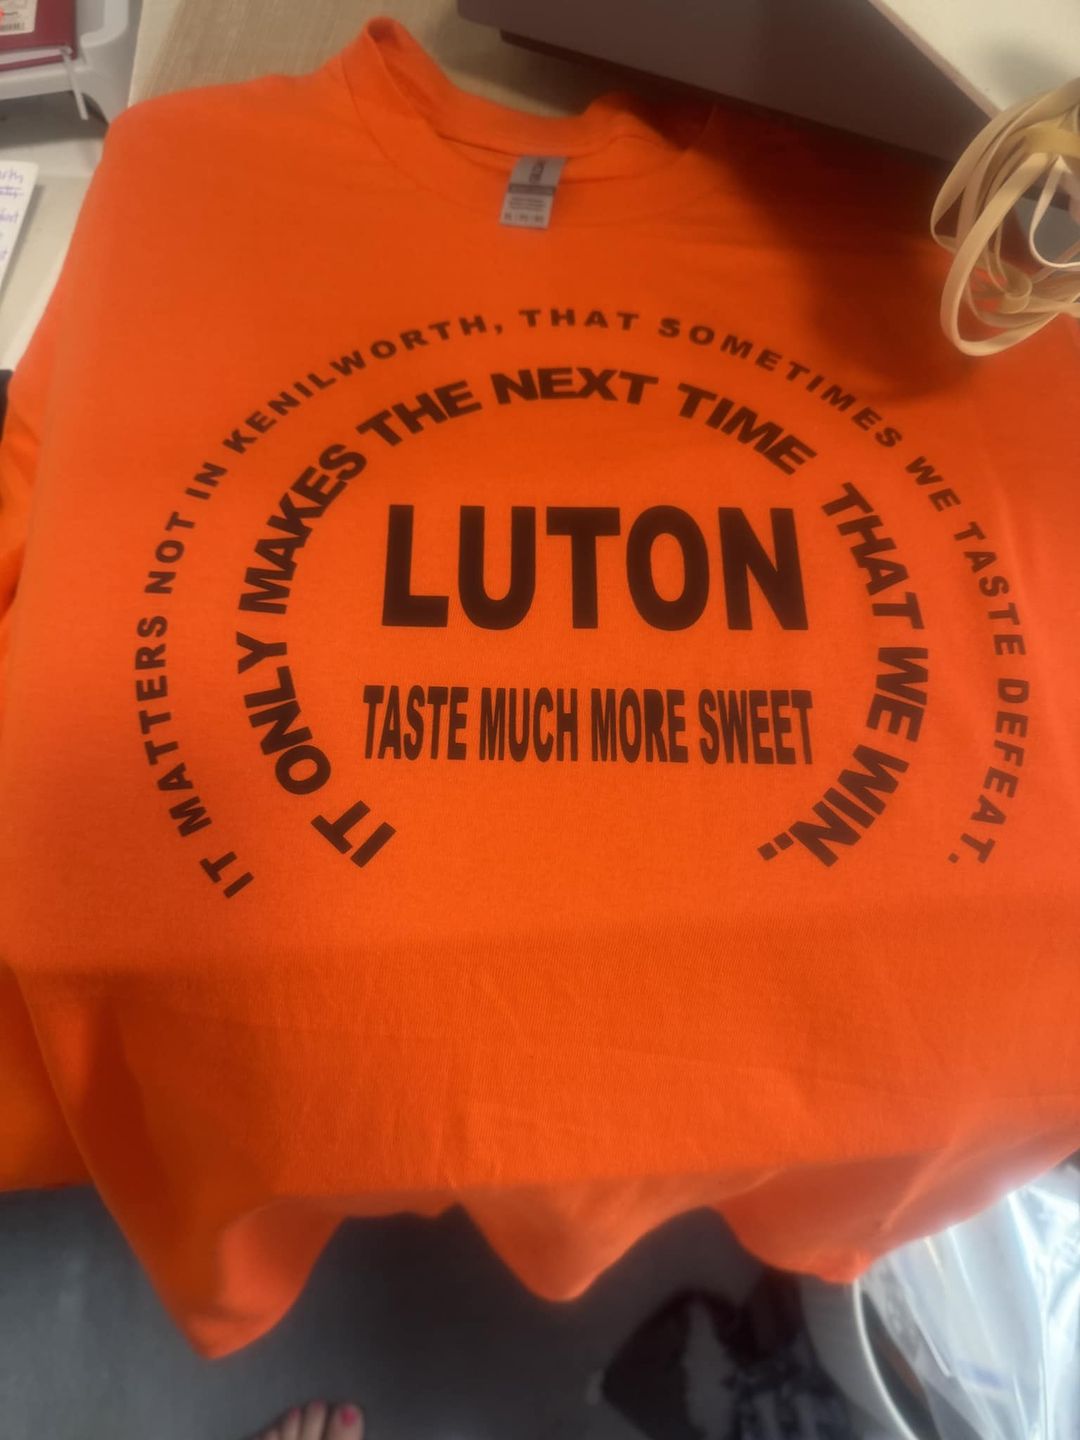 IT MATTERS NOT IN KENILWORTH, THAT SOMETIMES WE TASTE DEFEAT.
IT ONLY MAKES THE NEXT TIME THAT WE WIN..
LUTON
TASTE MUCH MORE SWEET